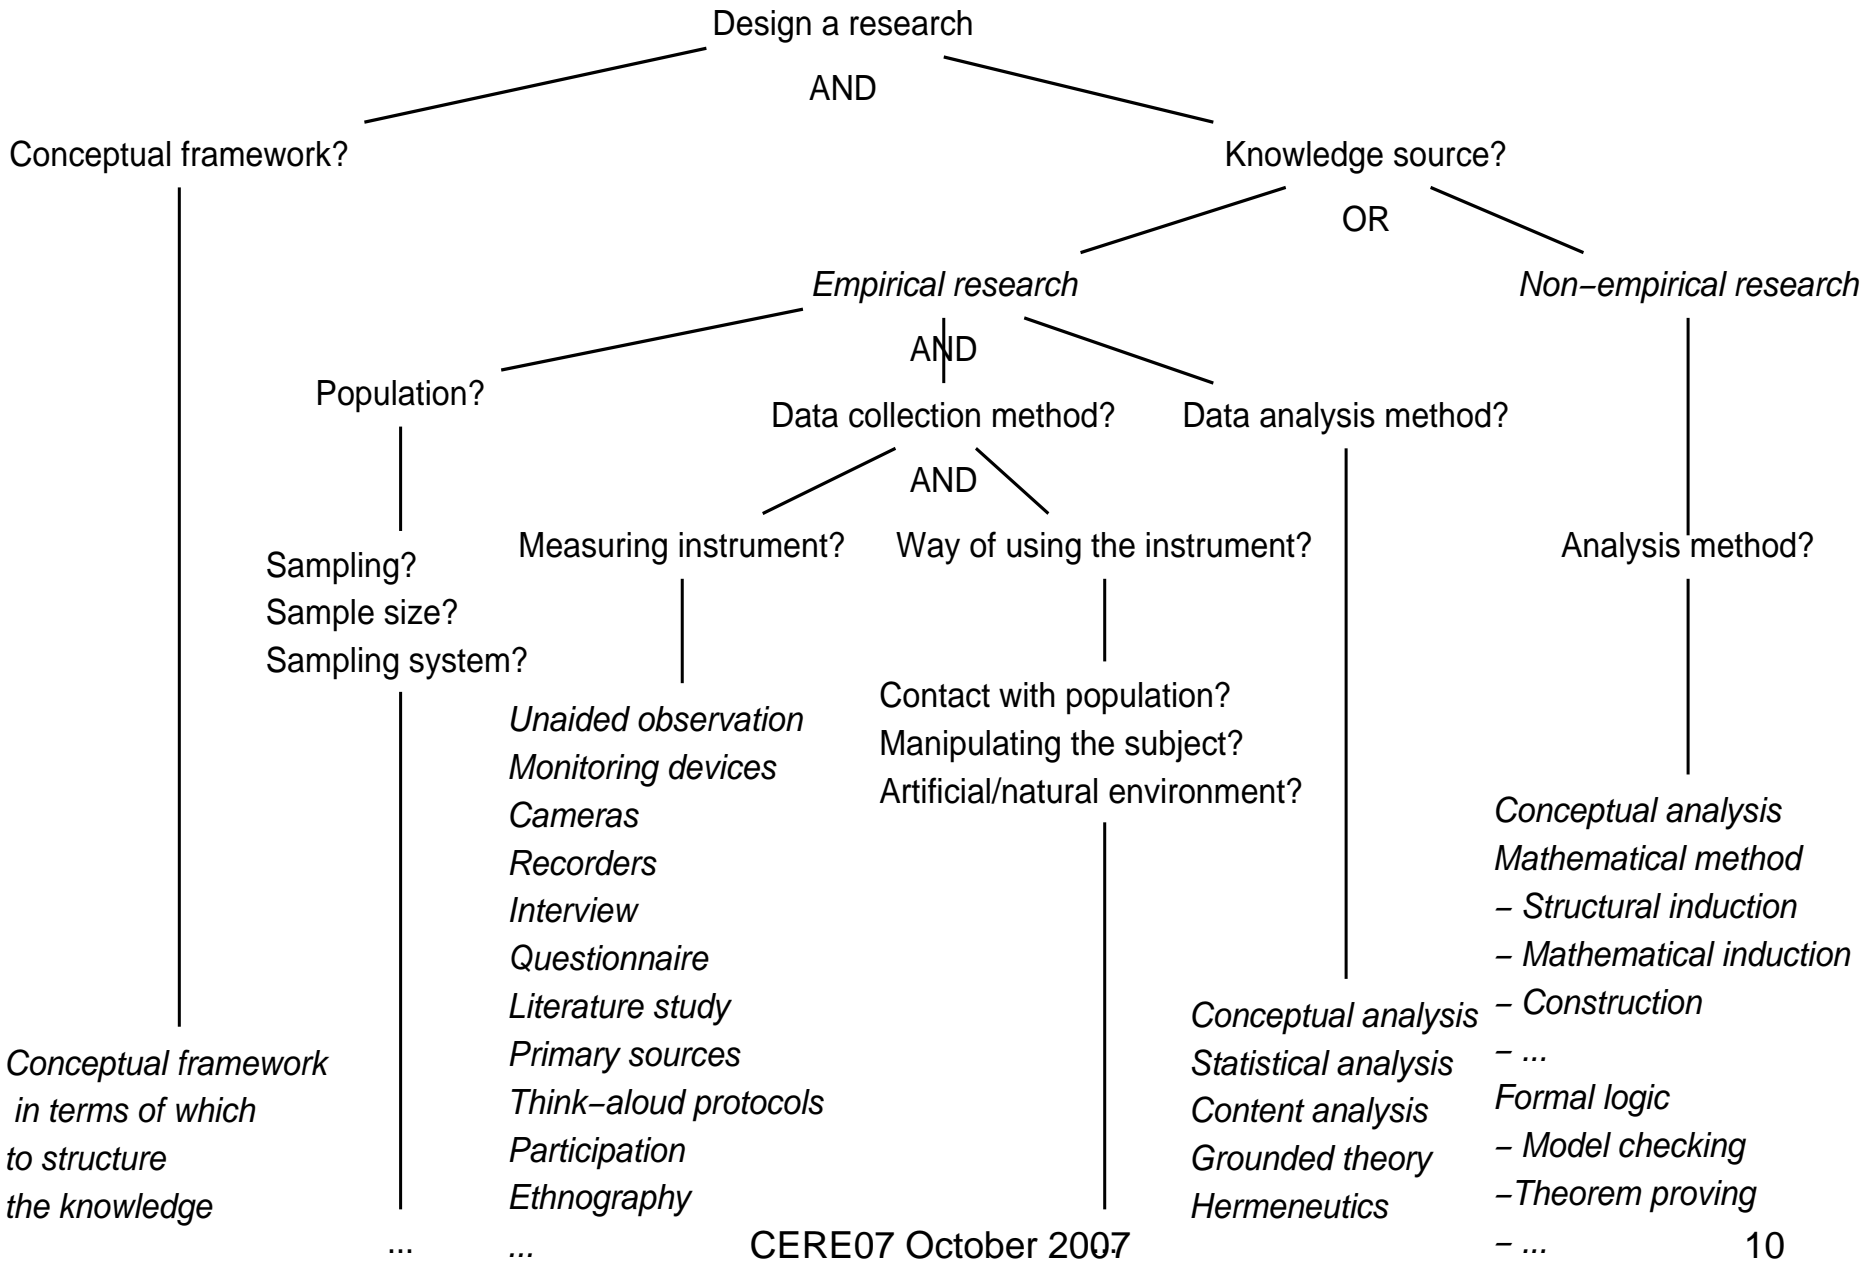 Design a research
AND
Conceptual framework?
Knowledge source?
OR
Empirical research
Non–empirical research
AND
Population?
Data collection method?
Data analysis method?
AND
Measuring instrument?
Way of using the instrument?
Analysis method?
Sampling?
Sample size?
Sampling system?
Unaided observation
Monitoring devices
Cameras
Recorders
Interview
Questionnaire
Literature study
Primary sources
Think–aloud protocols
Participation
Ethnography
...
Contact with population?
Manipulating the subject?
Artificial/natural environment?
...
Conceptual analysis
Statistical analysis
Content analysis
Grounded theory
Hermeneutics
Conceptual analysis
Mathematical method
– Structural induction
– Mathematical induction
– Construction
– ...
Formal logic
– Model checking
–Theorem proving
– ...
Conceptual framework
in terms of which
to structure
the knowledge
...
CERE07 October 2007
10